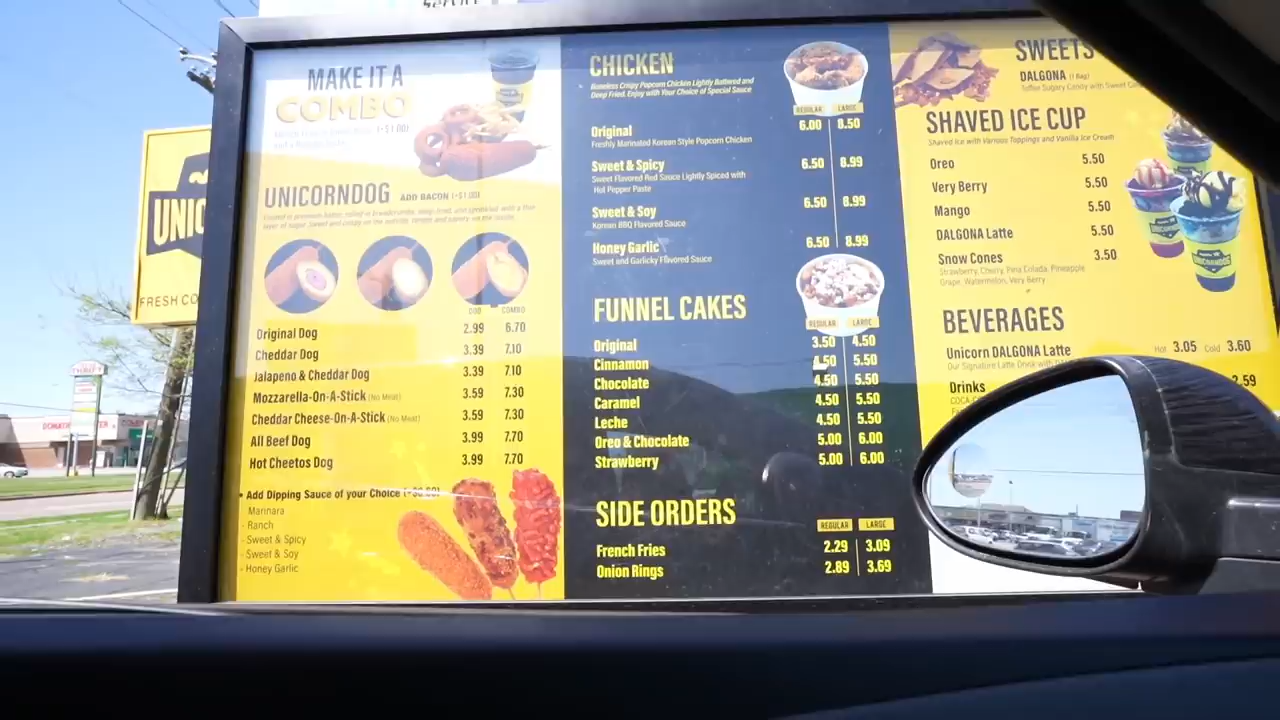 UNIC
FRESH CO
MAKE IT A
COMBO
(+$1.00)
UNICORNDOG ADD BACON (+$1.00)
DOG COMBO
Original Dog 2.99 6.70
Cheddar Dog 3.39 7.10
Jalapeno & Cheddar Dog 3.39 7.10
Mozzarella-On-A-Stick (No Meat) 3.59 7.30
Cheddar Cheese-On-A-Stick (No Meat) 3.59 7.30
All Beef Dog 3.99 7.70
Hot Cheetos Dog 3.99 7.70
• Add Dipping Sauce of your Choice
Marinara
- Ranch
- Sweet & Spicy
- Sweet & Soy
- Honey Garlic
CHICKEN
Boneless Crispy Popcorn Chicken Lightly Battered and
Deep Fried. Enjoy with Your Choice of Special Sauce
REGULAR LARGE
Original 6.00 8.50
Freshly Marinated Korean Style Popcorn Chicken
Sweet & Spicy 6.50 8.99
Sweet Flavored Red Sauce Lightly Spiced with
Hot Pepper Paste
Sweet & Soy 6.50 8.99
Korean BBQ Flavored Sauce
Honey Garlic 6.50 8.99
Sweet and Garlicky Flavored Sauce
FUNNEL CAKES
REGULAR LARGE
Original 3.50 4.50
Cinnamon 4.50 5.50
Chocolate 4.50 5.50
Caramel 4.50 5.50
Leche 4.50 5.50
Oreo & Chocolate 5.00 6.00
Strawberry 5.00 6.00
SIDE ORDERS
REGULAR LARGE
French Fries 2.29 3.09
Onion Rings 2.89 3.69
SWEETS
DALGONA (1 Bag)
Toffee Sugary Candy with Sweet
SHAVED ICE CUP
Shaved Ice with Various Toppings and Vanilla Ice Cream
Oreo 5.50
Very Berry 5.50
Mango 5.50
DALGONA Latte 5.50
Snow Cones 3.50
Strawberry, Cherry, Pina Colada, Pineapple
Grape, Watermelon, Very Berry
UNICORNDOG
BEVERAGES
Unicorn DALGONA Latte Hot 3.05 Cold 3.60
Our Signature Latte Drink with
Drinks 2.59